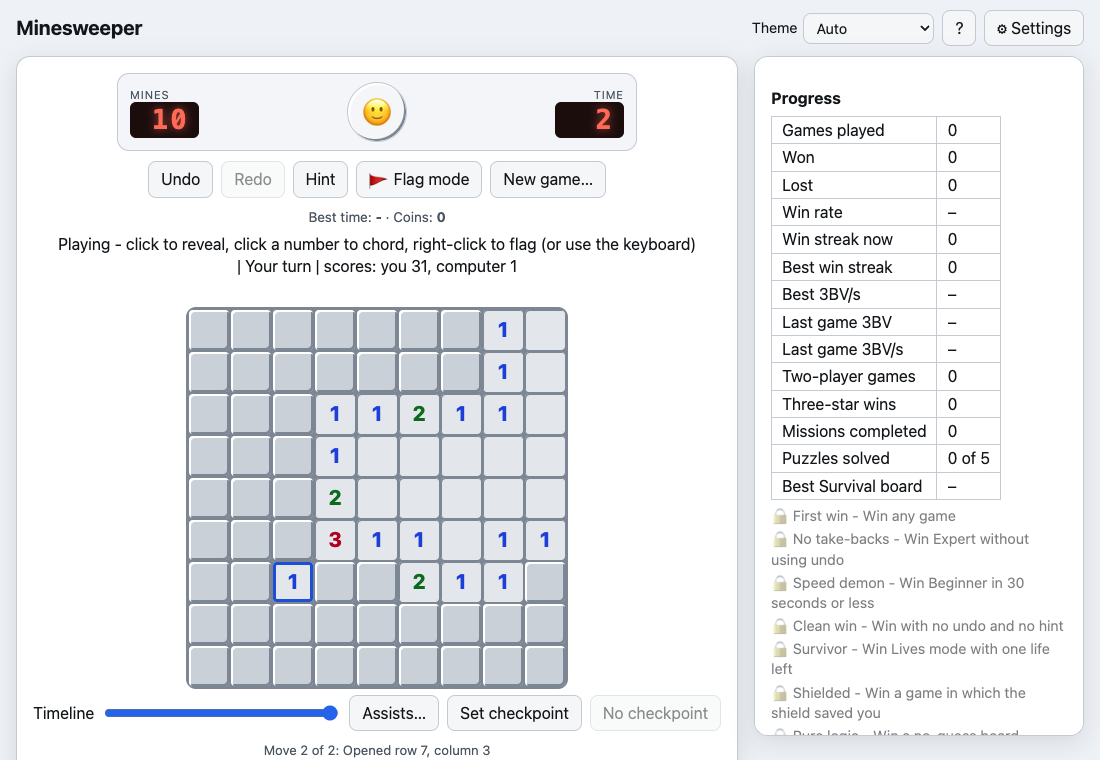 Minesweeper
Theme Auto ? ⚙ Settings
MINES
10
TIME
2
Undo Redo Hint Flag mode New game...
Best time: - · Coins: 0
Playing - click to reveal, click a number to chord, right-click to flag (or use the keyboard)
| Your turn | scores: you 31, computer 1
1
1
1 1 2 1 1
1
2
3 1 1 1 1
1 2 1 1
Timeline Assists... Set checkpoint No checkpoint
Move 2 of 2: Opened row 7, column 3
Progress
Games played 0
Won 0
Lost 0
Win rate –
Win streak now 0
Best win streak 0
Best 3BV/s –
Last game 3BV –
Last game 3BV/s –
Two-player games 0
Three-star wins 0
Missions completed 0
Puzzles solved 0 of 5
Best Survival board –
🔒 First win - Win any game
🔒 No take-backs - Win Expert without
using undo
🔒 Speed demon - Win Beginner in 30
seconds or less
🔒 Clean win - Win with no undo and no hint
🔒 Survivor - Win Lives mode with one life
left
🔒 Shielded - Win a game in which the
shield saved you
🔒 Pure logic - Win a no-guess board